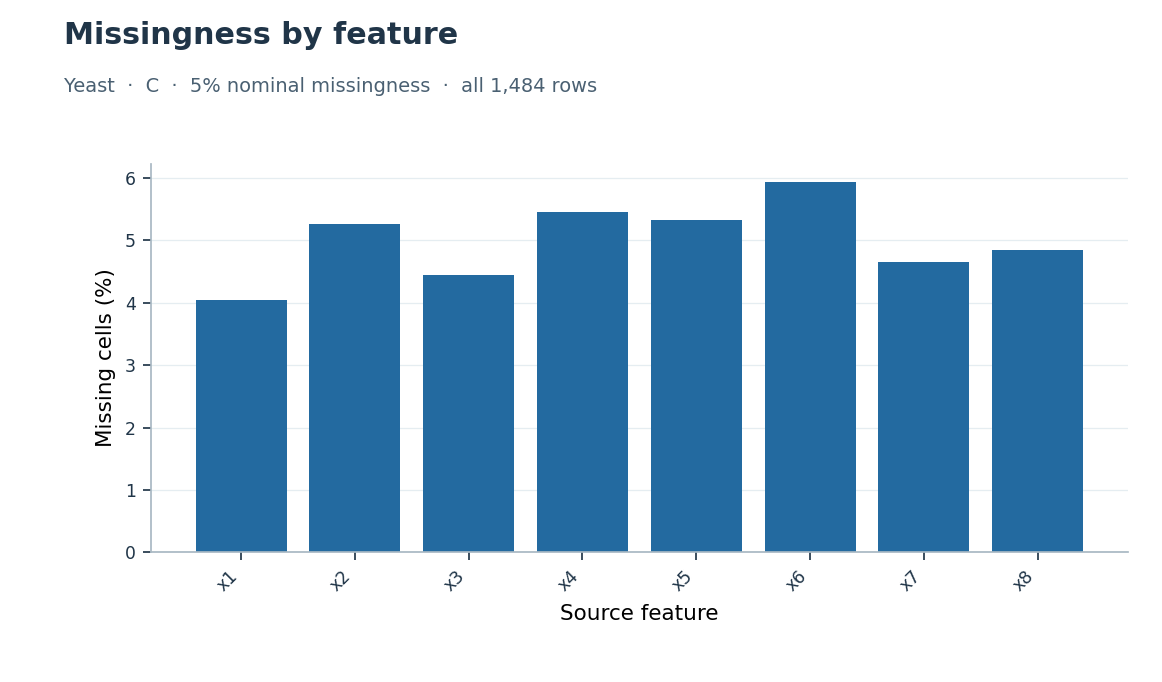 Missingness by feature
Yeast · C · 5% nominal missingness · all 1,484 rows
Missing cells (%)
6
5
4
3
2
1
0
x1 x2 x3 x4 x5 x6 x7 x8
Source feature